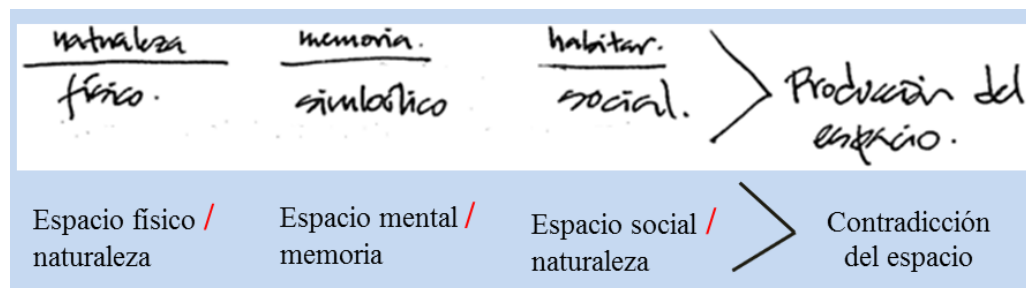 naturaleza
físico.
memoria.
simbólico
habitar.
social.
Producción del
espacio.
Espacio físico /
naturaleza
Espacio mental /
memoria
Espacio social /
naturaleza
Contradicción
del espacio